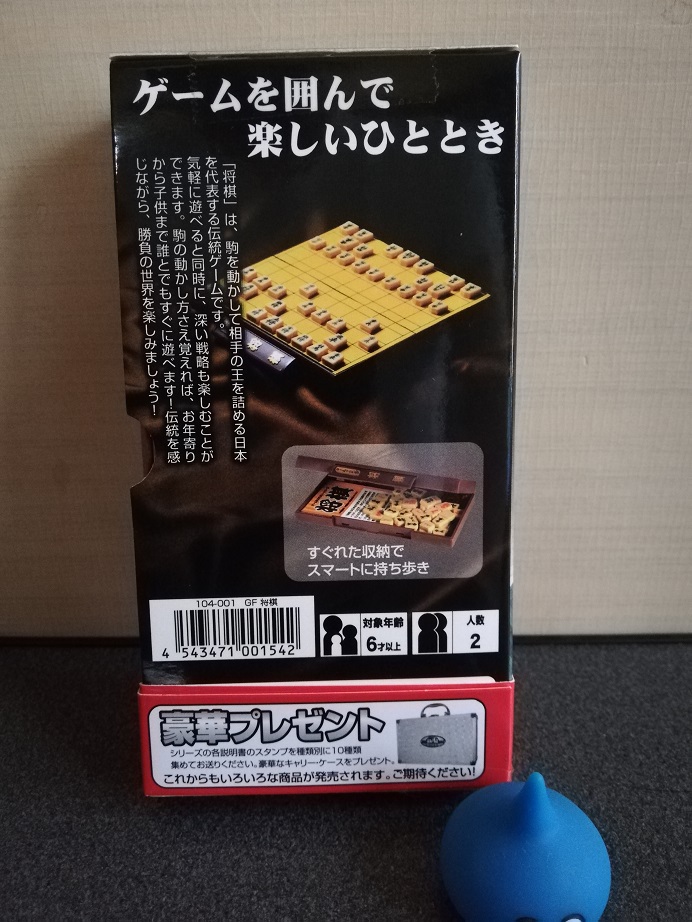 ゲームを囲んで
楽しいひととき
「将棋」は、駒を動かして相手の王を詰める日本
を代表する伝統ゲームです。
気軽に遊べると同時に、深い戦略も楽しむことが
できます。駒の動かし方さえ覚えれば、お年寄り
から子供まで誰とでもすぐに遊べます！伝統を感
じながら、勝負の世界を楽しみましょう！
将棋
すぐれた収納で
スマートに持ち歩き
104-001 GF 将棋
4 543471 001542
対象年齢
6才以上
人数
2
豪華プレゼント
シリーズの各説明書のスタンプを種類別に10種類
集めてお送りください。豪華なキャリーケースをプレゼント。
これからもいろいろな商品が発売されます。ご期待ください!